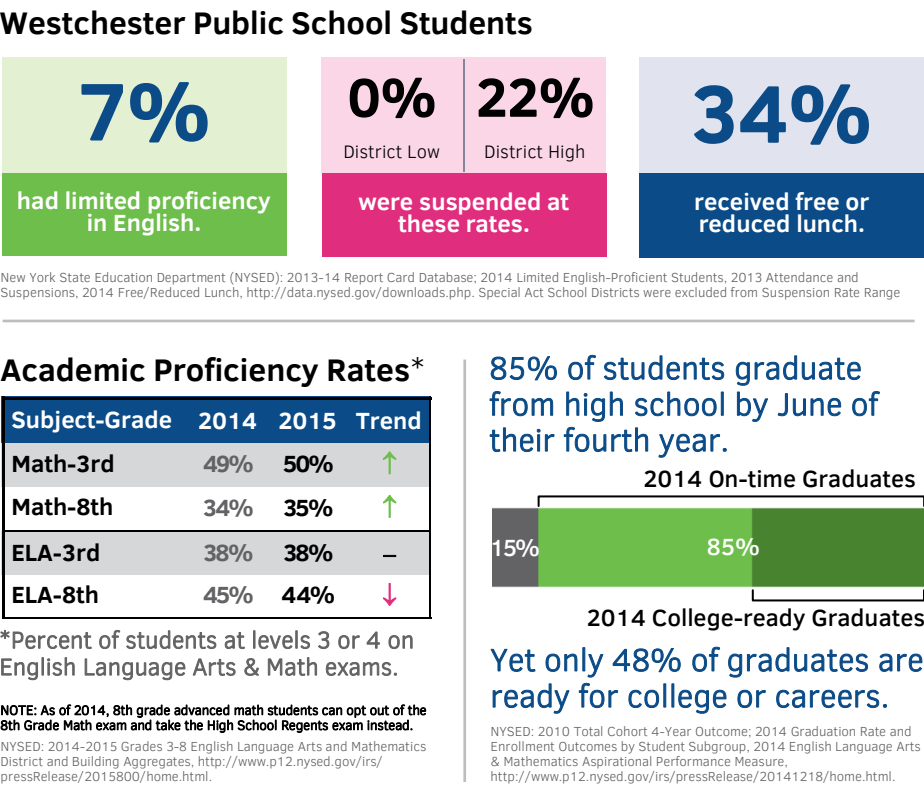 Westchester Public School Students
7%
had limited proficiency
in English.
0%
District Low
22%
District High
were suspended at
these rates.
34%
received free or
reduced lunch.
New York State Education Department (NYSED): 2013-14 Report Card Database; 2014 Limited English-Proficient Students, 2013 Attendance and
Suspensions, 2014 Free/Reduced Lunch, http://data.nysed.gov/downloads.php. Special Act School Districts were excluded from Suspension Rate Range
Academic Proficiency Rates*
Subject-Grade 2014 2015 Trend
Math-3rd 49% 50% ↑
Math-8th 34% 35% ↑
ELA-3rd 38% 38% –
ELA-8th 45% 44% ↓
*Percent of students at levels 3 or 4 on
English Language Arts & Math exams.
NOTE: As of 2014, 8th grade advanced math students can opt out of the
8th Grade Math exam and take the High School Regents exam instead.
NYSED: 2014-2015 Grades 3-8 English Language Arts and Mathematics
District and Building Aggregates, http://www.p12.nysed.gov/irs/
pressRelease/2015800/home.html.
85% of students graduate
from high school by June of
their fourth year.
2014 On-time Graduates
15% 85%
2014 College-ready Graduates
Yet only 48% of graduates are
ready for college or careers.
NYSED: 2010 Total Cohort 4-Year Outcome; 2014 Graduation Rate and
Enrollment Outcomes by Student Subgroup, 2014 English Language Arts
& Mathematics Aspirational Performance Measure,
http://www.p12.nysed.gov/irs/pressRelease/20141218/home.html.